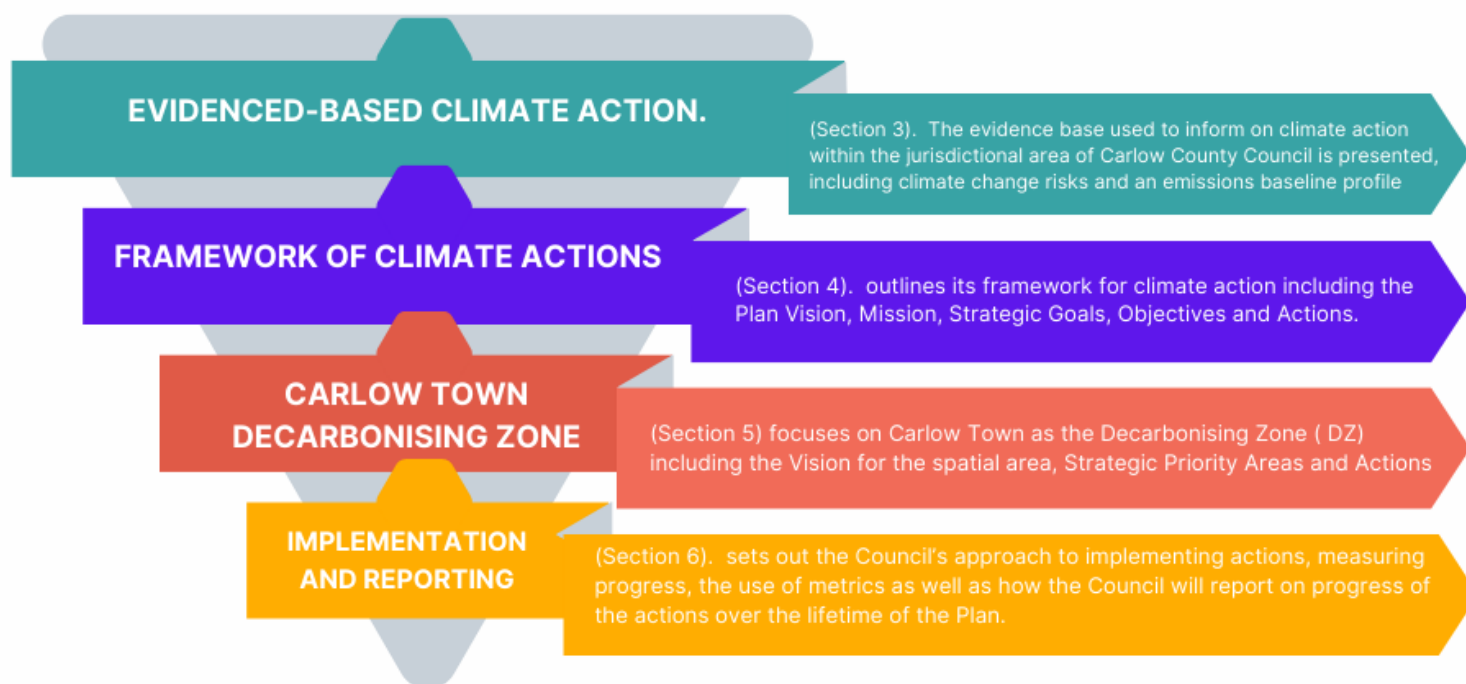 EVIDENCED-BASED CLIMATE ACTION.
(Section 3).  The evidence base used to inform on climate action
within the jurisdictional area of Carlow County Council is presented,
including climate change risks and an emissions baseline profile
FRAMEWORK OF CLIMATE ACTIONS
(Section 4).  outlines its framework for climate action including the
Plan Vision, Mission, Strategic Goals, Objectives and Actions.
CARLOW TOWN
DECARBONISING ZONE
(Section 5) focuses on Carlow Town as the Decarbonising Zone ( DZ)
including the Vision for the spatial area, Strategic Priority Areas and Actions
IMPLEMENTATION
AND REPORTING
(Section 6).  sets out the Council's approach to implementing actions, measuring
progress, the use of metrics as well as how the Council will report on progress of
the actions over the lifetime of the Plan.